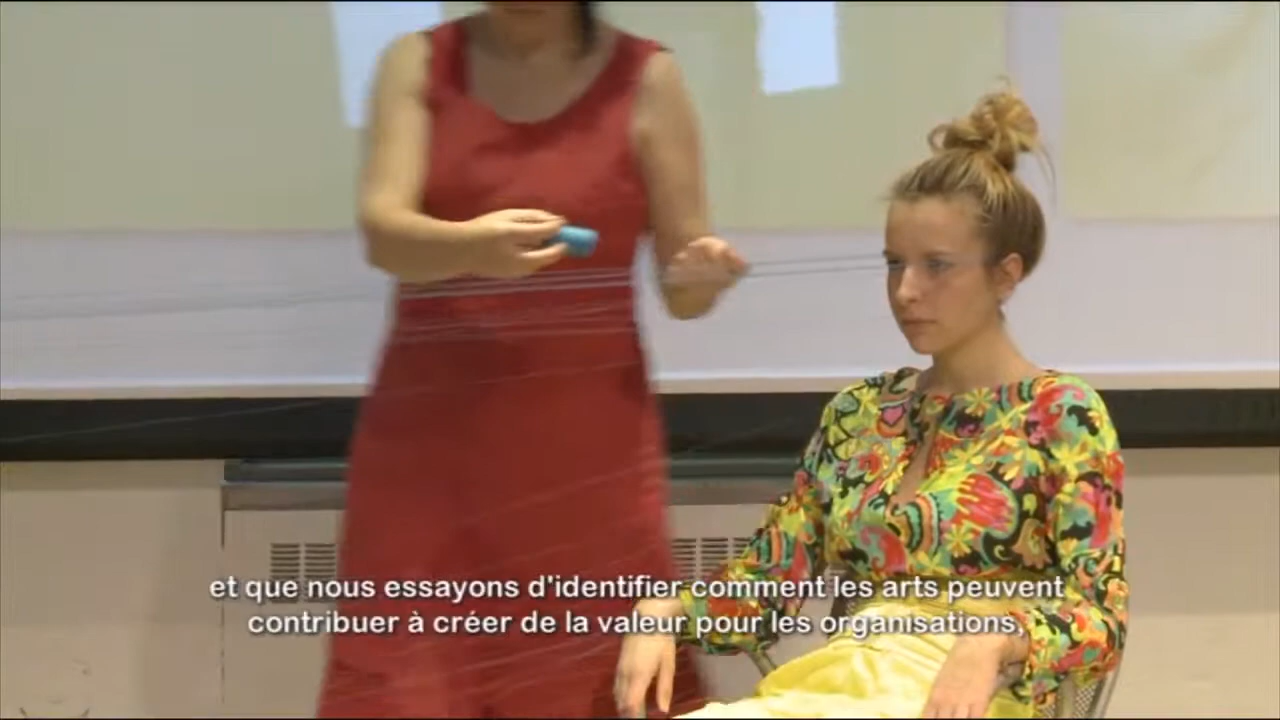 et que nous essayons d'identifier comment les arts peuvent
contribuer à créer de la valeur pour les organisations,